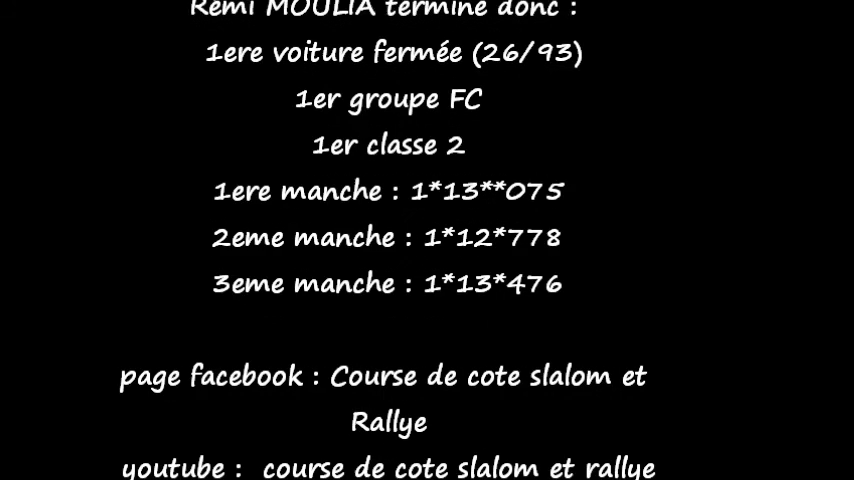 Rémi MOULIA termine donc :
1ere voiture fermée (26/93)
1er groupe FC
1er classe 2
1ere manche : 1*13**075
2eme manche : 1*12*778
3eme manche : 1*13*476
page facebook : Course de cote slalom et
Rallye
youtube : course de cote slalom et rallye